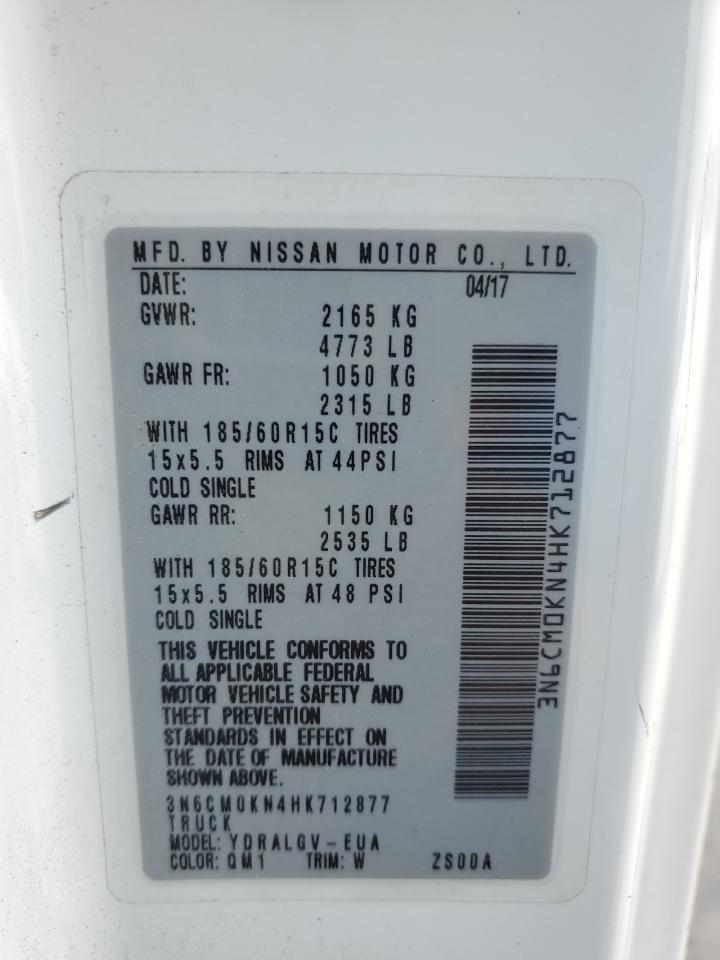 MFD. BY NISSAN MOTOR CO., LTD.
DATE: 04/17
GVWR: 2165 KG
4773 LB
GAWR FR: 1050 KG
2315 LB
WITH 185/60R15C TIRES
15x5.5 RIMS AT 44PSI
COLD SINGLE
GAWR RR: 1150 KG
2535 LB
WITH 185/60R15C TIRES
15x5.5 RIMS AT 48 PSI
COLD SINGLE
THIS VEHICLE CONFORMS TO
ALL APPLICABLE FEDERAL
MOTOR VEHICLE SAFETY AND
THEFT PREVENTION
STANDARDS IN EFFECT ON
THE DATE OF MANUFACTURE
SHOWN ABOVE.
3N6CM0KN4HK712877
TRUCK
MODEL: YDRALGV-EUA
COLOR: QM1 TRIM: W ZS00A
3N6CM0KN4HK712877